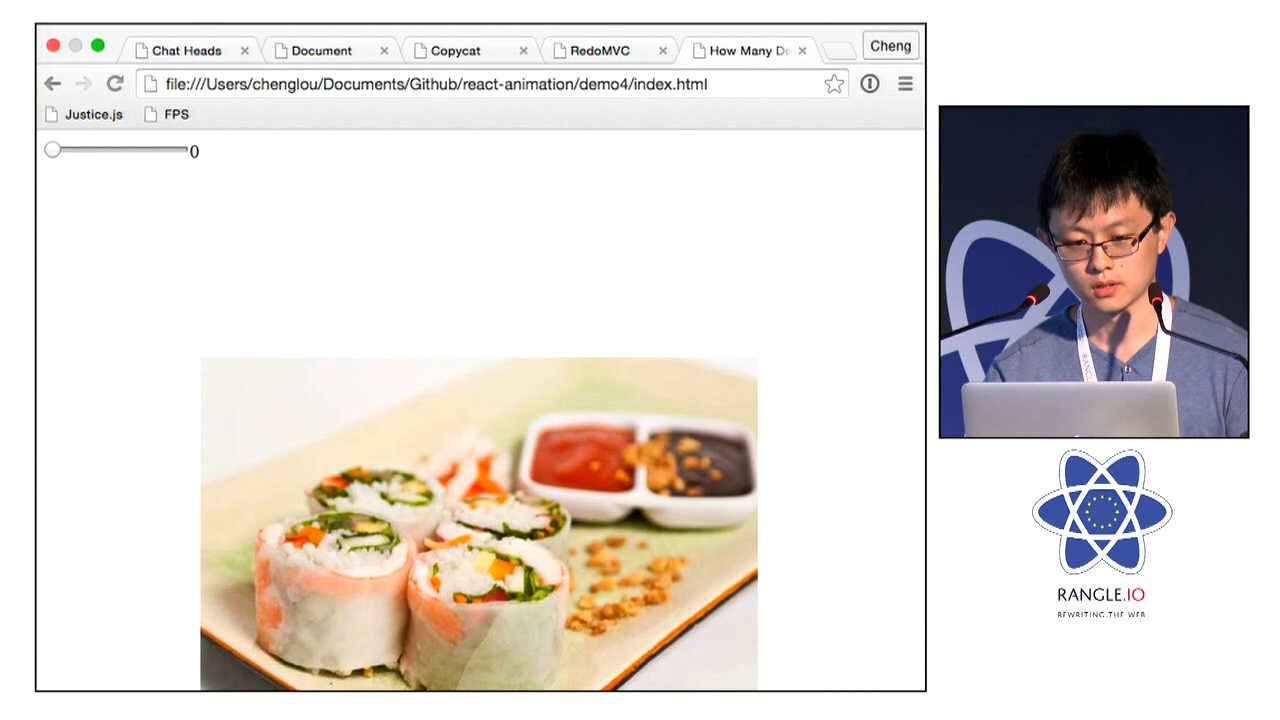 Chat Heads
Document
Copycat
RedoMVC
How Many Do
Cheng
file:///Users/chenglou/Documents/Github/react-animation/demo4/index.html
Justice.js
FPS
0
RANGLE.IO
REWRITING THE WEB